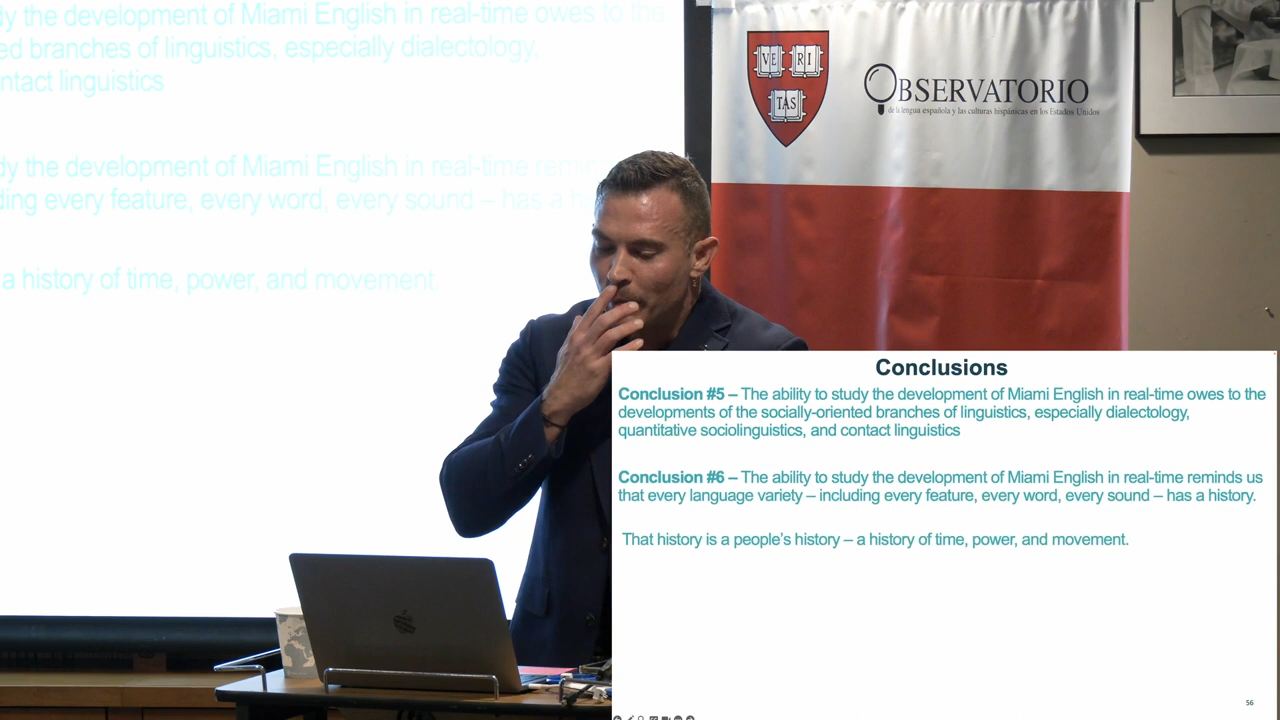 dy the development of Miami English in real-time owes to the
ed branches of linguistics, especially dialectology,
ntact linguistics
dy the development of Miami English in real-time remin
ding every feature, every word, every sound – has a h
a history of time, power, and movement.
VE RI
TAS
OBSERVATORIO
de la lengua española y las culturas hispánicas en los Estados Unidos
Conclusions
Conclusion #5 – The ability to study the development of Miami English in real-time owes to the
developments of the socially-oriented branches of linguistics, especially dialectology,
quantitative sociolinguistics, and contact linguistics
Conclusion #6 – The ability to study the development of Miami English in real-time reminds us
that every language variety – including every feature, every word, every sound – has a history.
That history is a people’s history – a history of time, power, and movement.
56